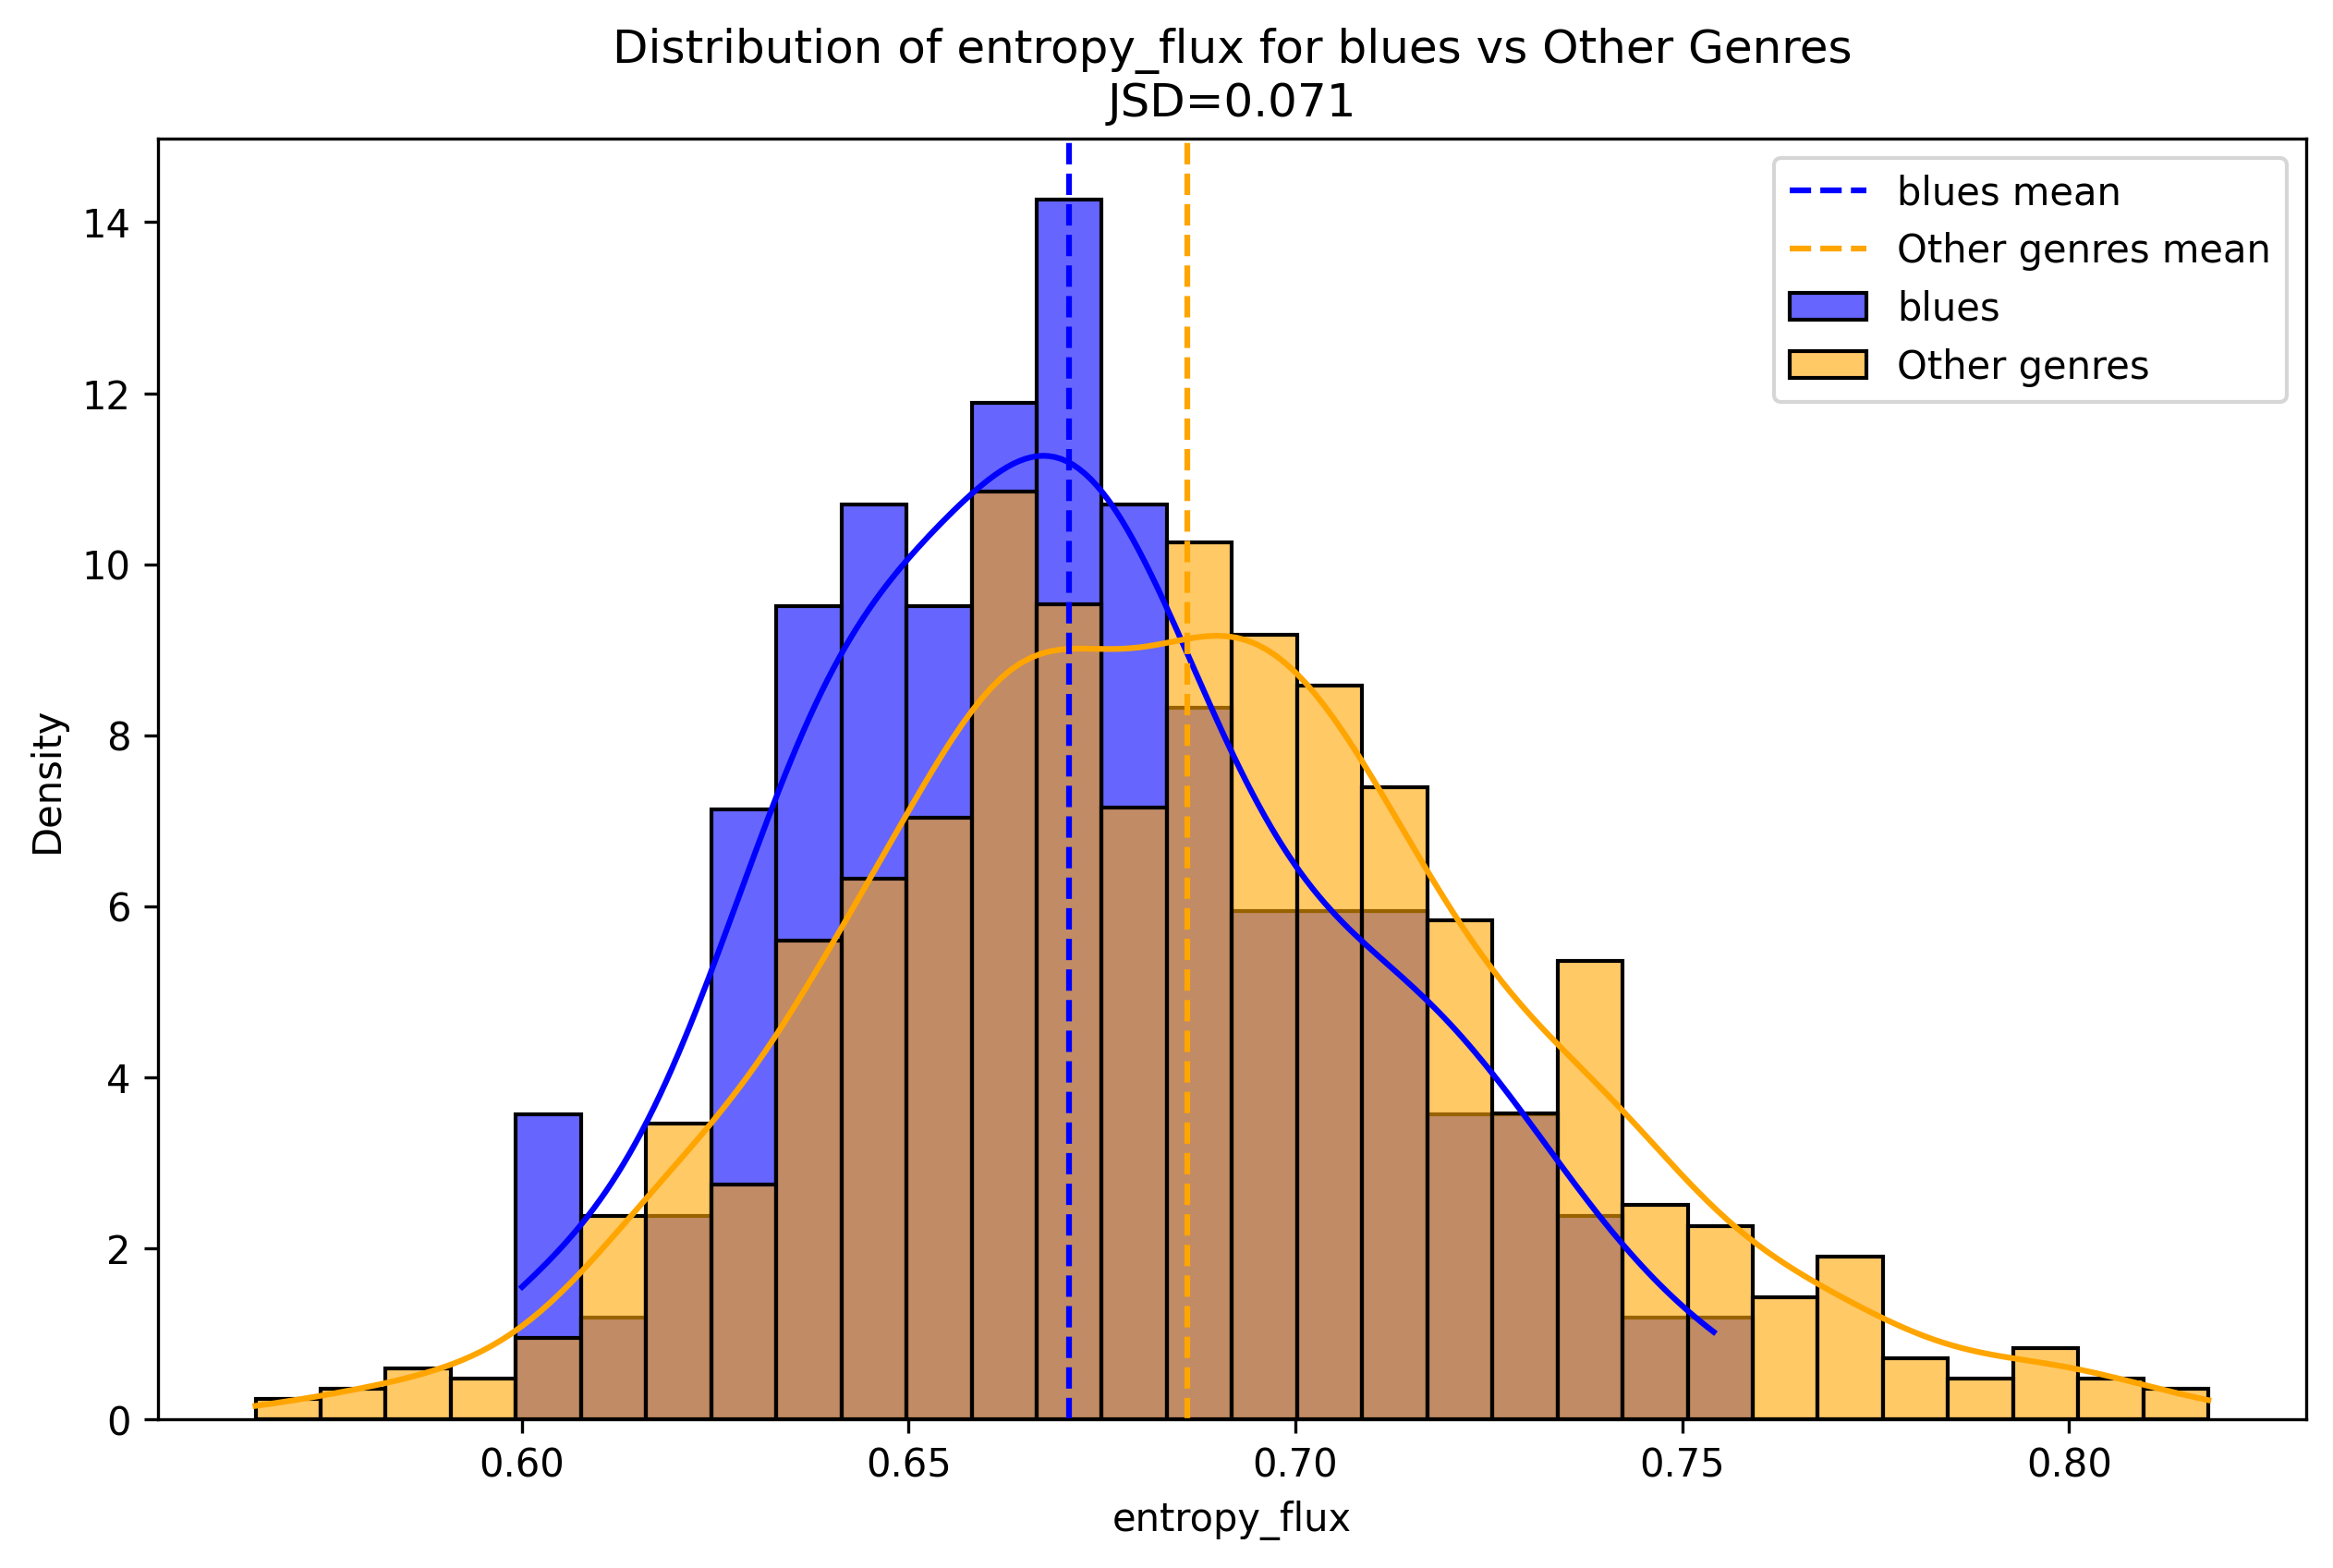 Distribution of entropy_flux for blues vs Other Genres
JSD=0.071
blues mean
Other genres mean
blues
Other genres
Density
14
12
10
8
6
4
2
0
0.60
0.65
0.70
0.75
0.80
entropy_flux